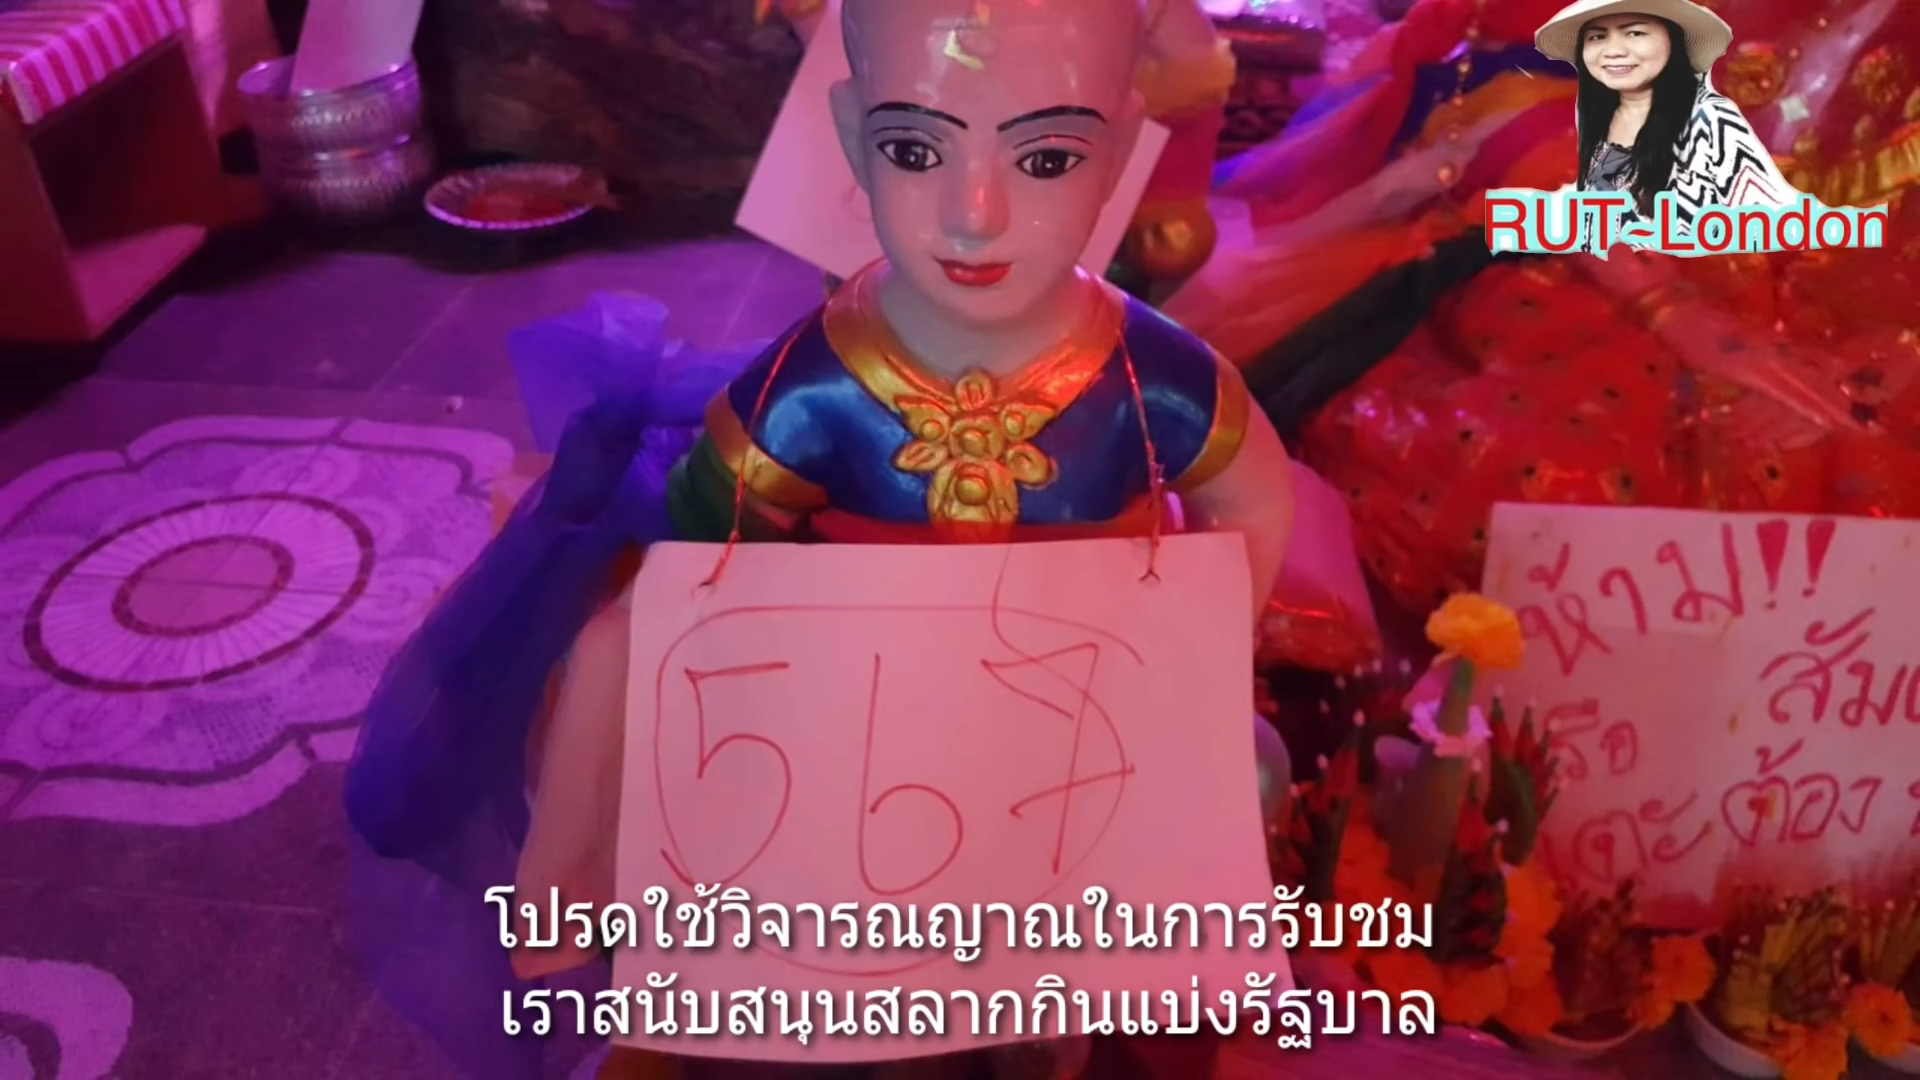 RUT~London
567
ห้าม!!
สัม
รือ
เตะ ต้อง
โปรดใช้วิจารณญาณในการรับชม
เราสนับสนุนสลากกินแบ่งรัฐบาล